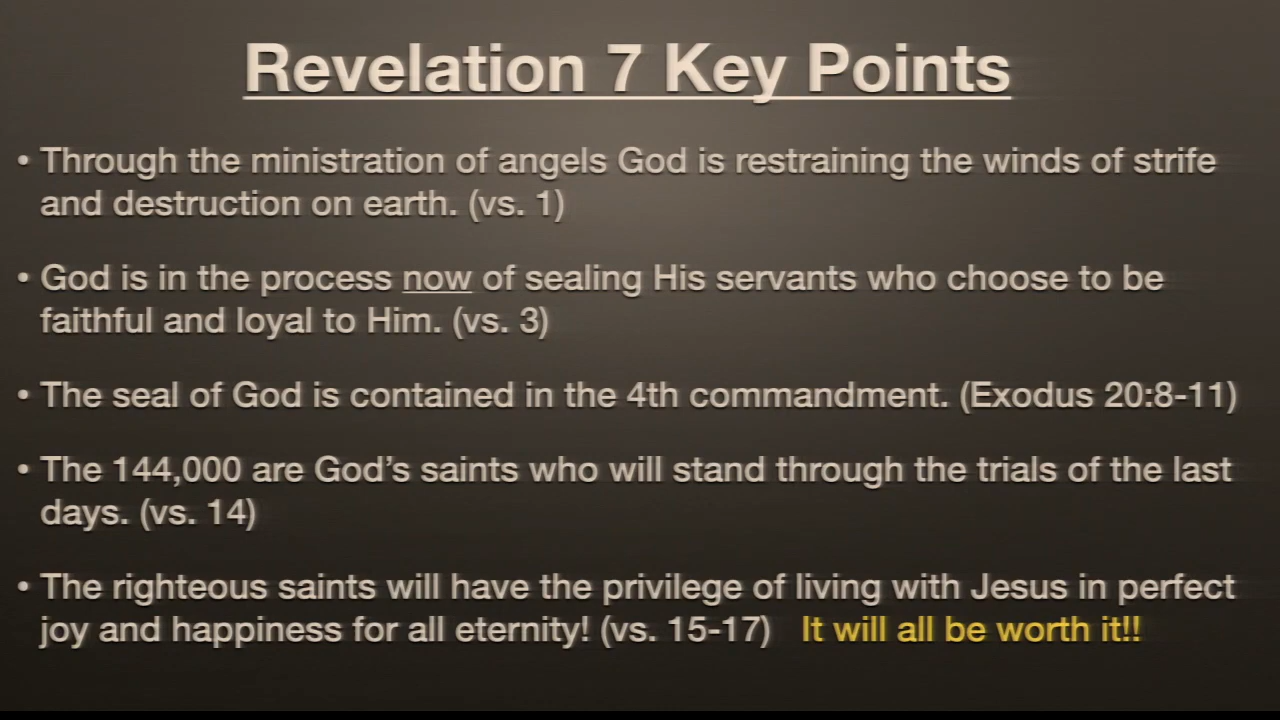 Revelation 7 Key Points
• Through the ministration of angels God is restraining the winds of strife
and destruction on earth. (vs. 1)
• God is in the process now of sealing His servants who choose to be
faithful and loyal to Him. (vs. 3)
• The seal of God is contained in the 4th commandment. (Exodus 20:8-11)
• The 144,000 are God’s saints who will stand through the trials of the last
days. (vs. 14)
• The righteous saints will have the privilege of living with Jesus in perfect
joy and happiness for all eternity! (vs. 15-17) It will all be worth it!!